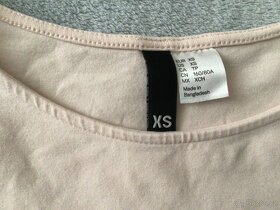 XS
EUR XS
US XS
CA TP
CN 160/80A
MX XCH
Made in
Bangladesh